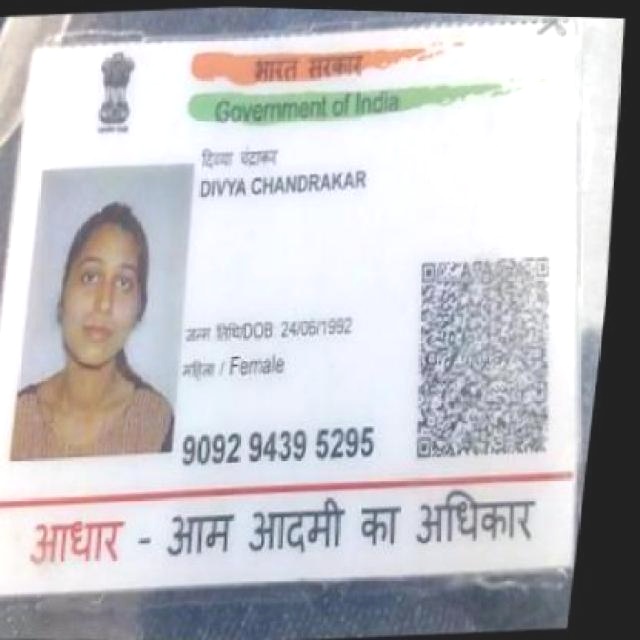 भारत सरकार
Government of India
दिव्या चंद्राकर
DIVYA CHANDRAKAR
जन्म तिथि/DOB: 24/06/1992
महिला / Female
9092 9439 5295
आधार - आम आदमी का अधिकार